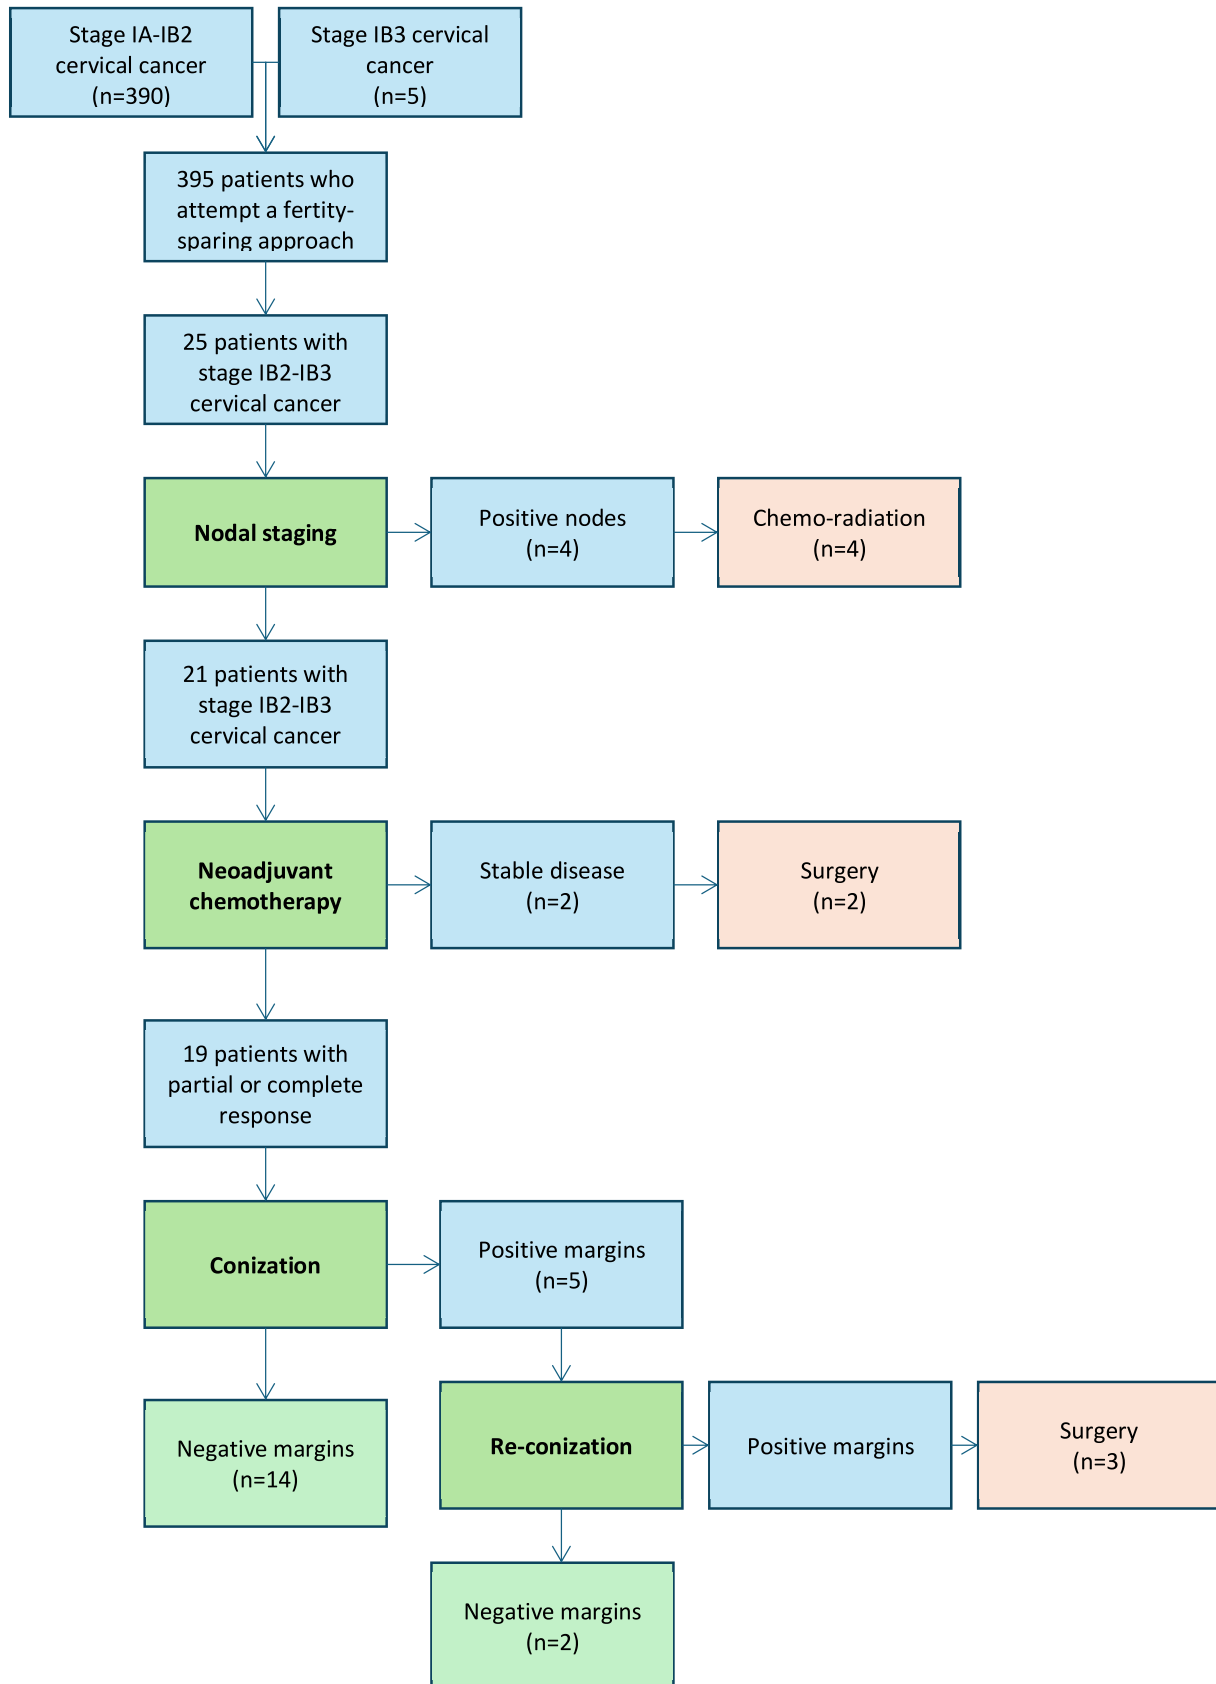 Stage IA-IB2
cervical cancer
(n=390)
Stage IB3 cervical
cancer
(n=5)
395 patients who
attempt a fertity-
sparing approach
25 patients with
stage IB2-IB3
cervical cancer
Nodal staging
Positive nodes
(n=4)
Chemo-radiation
(n=4)
21 patients with
stage IB2-IB3
cervical cancer
Neoadjuvant
chemotherapy
Stable disease
(n=2)
Surgery
(n=2)
19 patients with
partial or complete
response
Conization
Positive margins
(n=5)
Negative margins
(n=14)
Re-conization
Positive margins
Surgery
(n=3)
Negative margins
(n=2)